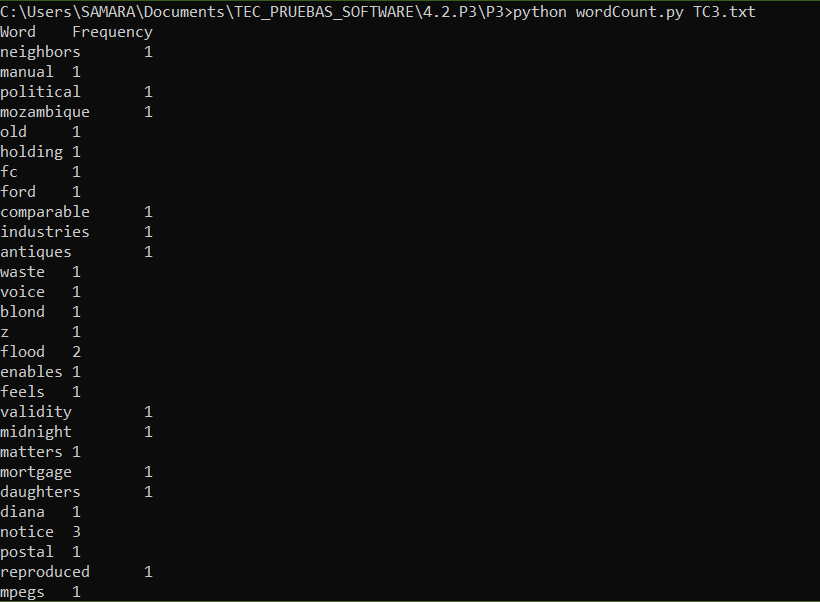 C:\Users\SAMARA\Documents\TEC_PRUEBAS_SOFTWARE\4.2.P3\P3>python wordCount.py TC3.txt
Word    Frequency
neighbors       1
manual  1
political       1
mozambique      1
old     1
holding 1
fc      1
ford    1
comparable      1
industries      1
antiques        1
waste   1
voice   1
blond   1
z       1
flood   2
enables 1
feels   1
validity        1
midnight        1
matters 1
mortgage        1
daughters       1
diana   1
notice  3
postal  1
reproduced      1
mpegs   1